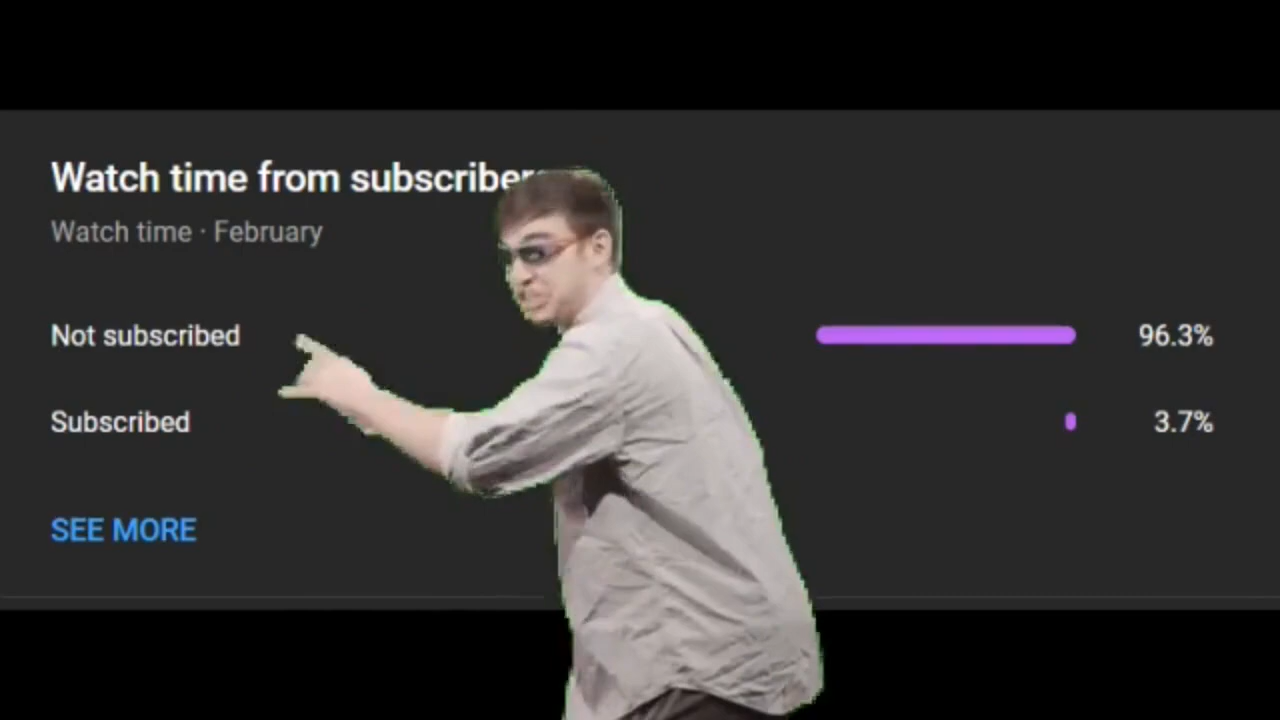 Watch time from subscriber
Watch time · February
Not subscribed 96.3%
Subscribed 3.7%
SEE MORE